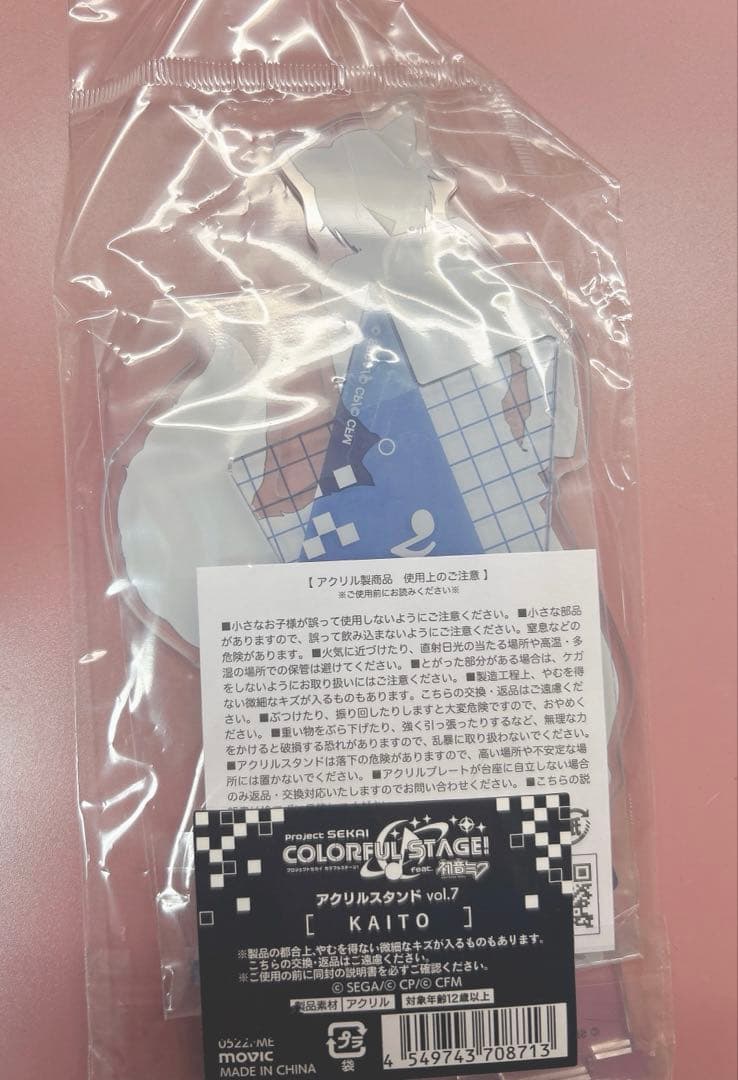 【 アクリル製商品　使用上のご注意 】
※ご使用前にお読みください※
■小さなお子様が誤って使用しないようにご注意ください。■小さな部品
がありますので、誤って飲み込まないようにご注意ください。窒息などの
危険があります。■火気に近づけたり、直射日光の当たる場所や高温・多
湿の場所での保管は避けてください。■とがった部分がある場合は、ケガ
をしないようにお取り扱いにはご注意ください。■製造工程上、やむを得
ない微細なキズが入るものもあります。こちらの交換・返品はご遠慮くだ
さい。■ぶつけたり、振り回したりしますと大変危険ですので、おやめく
ださい。■重い物をぶら下げたり、強く引っ張ったりするなど、無理な力
をかけると破損する恐れがありますので、乱暴に取り扱わないでください。
■アクリルスタンドは落下の危険がありますので、高い場所や不安定な場
所には置かないでください。■アクリルプレートが台座に自立しない場合
のみ返品・交換対応いたしますのでお問い合わせください。■こちらの説
Project SEKAI
COLORFUL STAGE!
プロジェクトセカイ カラフルステージ!
feat. 初音ミク
アクリルスタンド vol.7
[ KAITO ]
※製品の都合上、やむを得ない微細なキズが入るものもあります。
こちらの交換・返品はご遠慮ください。
※ご使用の前に同封の説明書を必ずご確認ください。
© SEGA/© CP/© CFM
製品素材 アクリル 対象年齢12歳以上
movic
MADE IN CHINA
プラ
袋
4 549743 708713